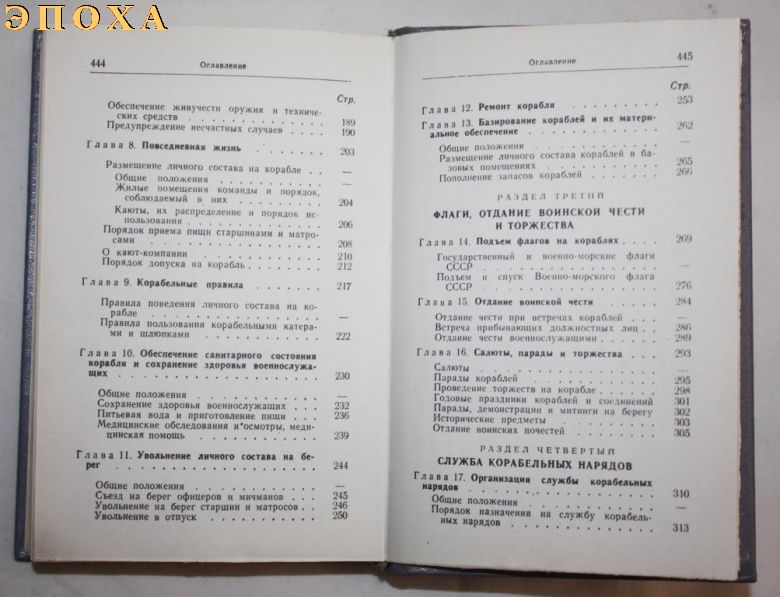 ЭПОХА
444 Оглавление
Стр.
Обеспечение живучести оружия и техниче-
ских средств . . . . . . . . . . . 189
Предупреждение несчастных случаев . . . . 190
Глава 8. Повседневная жизнь . . . . . . 203
Размещение личного состава на корабле . . —
Общие положения . . . . . . . . —
Жилые помещения команды и порядок,
соблюдаемый в них . . . . . . . 204
Каюты, их распределение и порядок ис-
пользования . . . . . . . . . . 206
Порядок приема пищи старшинами и матро-
сами . . . . . . . . . . . . . 208
О кают-компании . . . . . . . . . . 210
Порядок допуска на корабль . . . . . . 212
Глава 9. Корабельные правила . . . . . . 217
Правила поведения личного состава на ко-
рабле . . . . . . . . . . . . . —
Правила пользования корабельными катера-
ми и шлюпками . . . . . . . . . . 222
Глава 10. Обеспечение санитарного состояния
корабля и сохранение здоровья военнослужа-
щих . . . . . . . . . . . . . . 230
Общие положения . . . . . . . . . . —
Сохранение здоровья военнослужащих . . . 232
Питьевая вода и приготовление пищи . . . 236
Медицинские обследования и осмотры, меди-
цинская помощь . . . . . . . . . . 239
Глава 11. Увольнение личного состава на бе-
рег . . . . . . . . . . . . . . 244
Общие положения . . . . . . . . . . —
Съезд на берег офицеров и мичманов . . . 245
Увольнение на берег старшин и матросов . . 246
Увольнение в отпуск . . . . . . . . . 250
Оглавление 445
Стр.
Глава 12. Ремонт корабля . . . . . . . 253
Глава 13. Базирование кораблей и их матери-
альное обеспечение . . . . . . . . . 262
Общие положения . . . . . . . . . . —
Размещение личного состава кораблей в ба-
зовых помещениях . . . . . . . . . 265
Пополнение запасов кораблей . . . . . . 266
РАЗДЕЛ ТРЕТИЙ
ФЛАГИ, ОТДАНИЕ ВОИНСКОЙ ЧЕСТИ
И ТОРЖЕСТВА
Глава 14. Подъем флагов на кораблях . . . . 269
Государственный и военно-морские флаги
СССР . . . . . . . . . . . . . —
Подъем и спуск Военно-морского флага
СССР . . . . . . . . . . . . . 276
Глава 15. Отдание воинской чести . . . . . 284
Отдание чести при встречах кораблей . . . —
Встреча прибывающих должностных лиц . . 286
Отдание чести военнослужащими . . . . . 289
Глава 16. Салюты, парады и торжества . . . 293
Салюты . . . . . . . . . . . . . —
Парады кораблей . . . . . . . . . . 295
Проведение торжеств на корабле . . . . . 298
Годовые праздники кораблей и соединений . 301
Парады, демонстрации и митинги на берегу . 302
Исторические предметы . . . . . . . . 303
Отдание воинских почестей . . . . . . . 305
РАЗДЕЛ ЧЕТВЕРТЫЙ
СЛУЖБА КОРАБЕЛЬНЫХ НАРЯДОВ
Глава 17. Организация службы корабельных
нарядов . . . . . . . . . . . . . 310
Общие положения . . . . . . . . . . —
Порядок назначения на службу корабель-
ных нарядов . . . . . . . . . . . 313